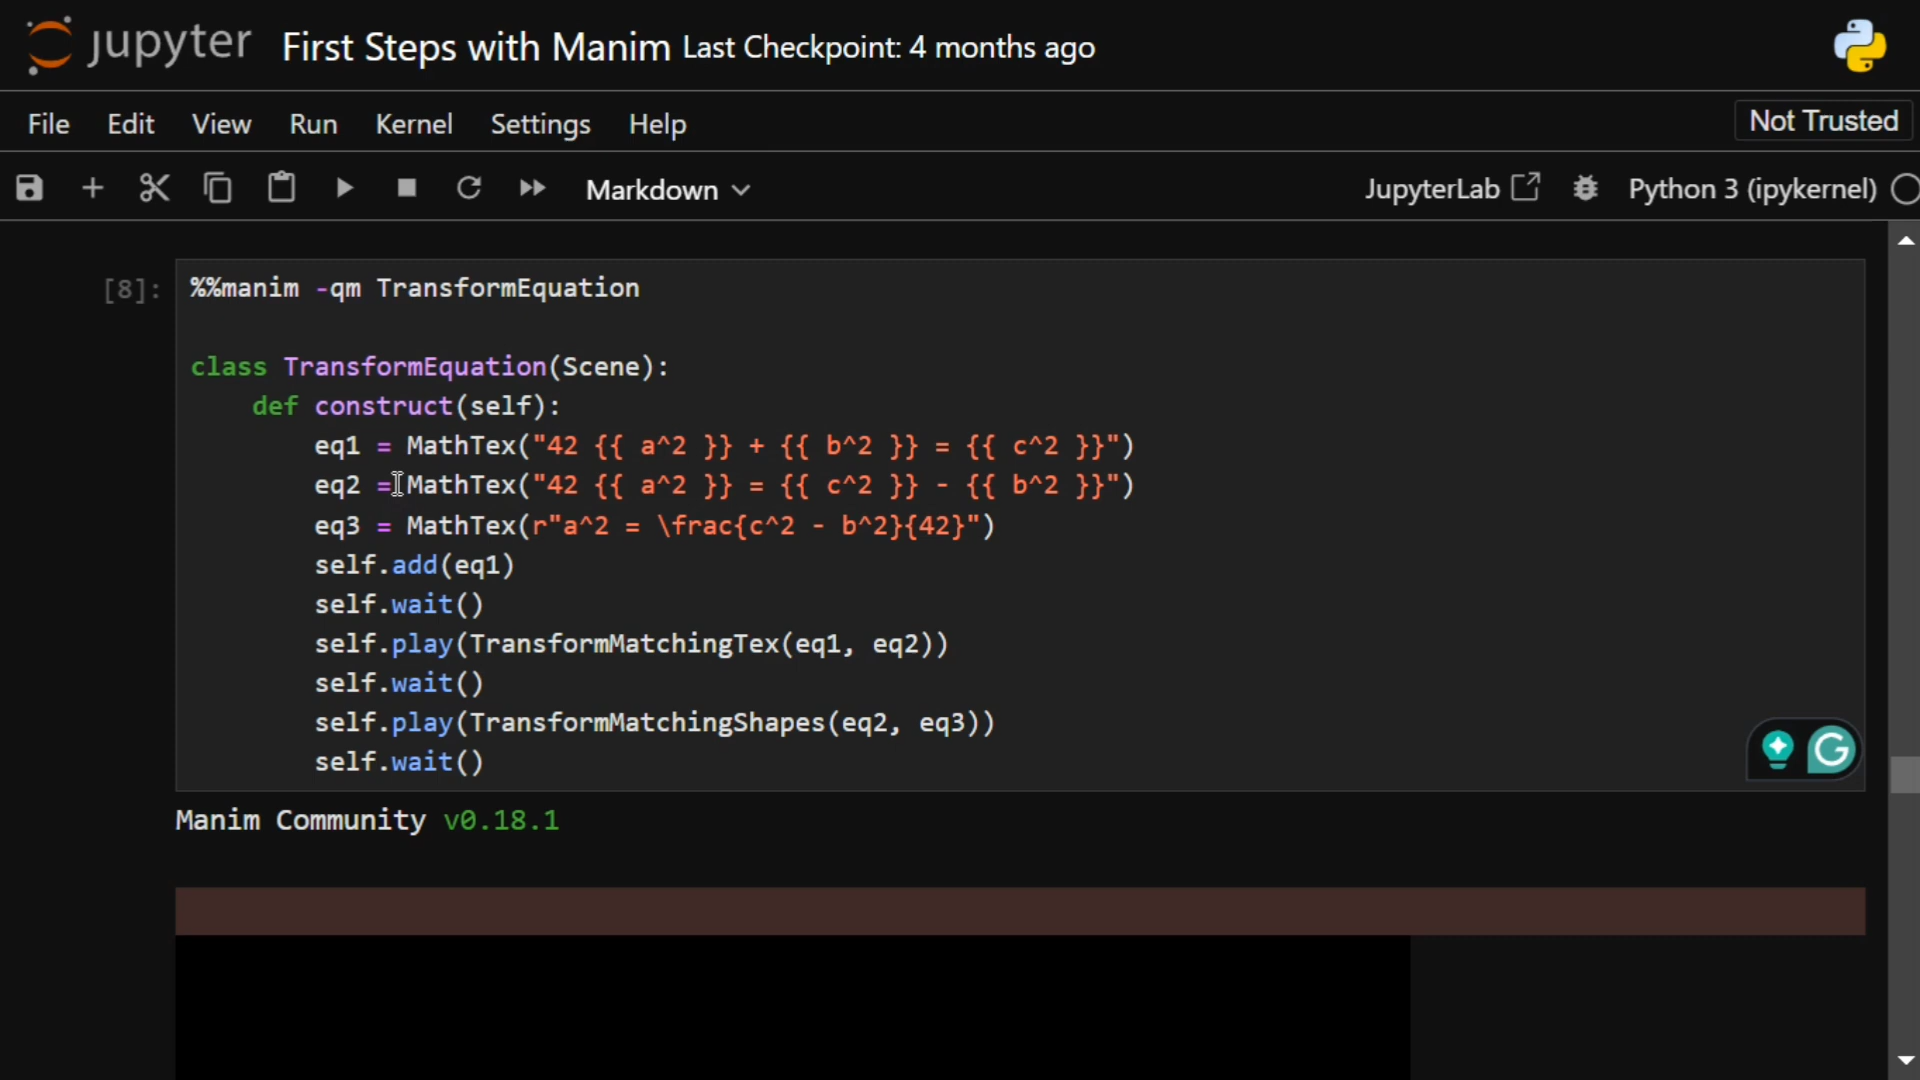 jupyter First Steps with Manim Last Checkpoint: 4 months ago
File Edit View Run Kernel Settings Help Not Trusted
Markdown JupyterLab Python 3 (ipykernel)
[8]: %%manim -qm TransformEquation
class TransformEquation(Scene):
    def construct(self):
        eq1 = MathTex("42 {{ a^2 }} + {{ b^2 }} = {{ c^2 }}")
        eq2 = MathTex("42 {{ a^2 }} = {{ c^2 }} - {{ b^2 }}")
        eq3 = MathTex(r"a^2 = \frac{c^2 - b^2}{42}")
        self.add(eq1)
        self.wait()
        self.play(TransformMatchingTex(eq1, eq2))
        self.wait()
        self.play(TransformMatchingShapes(eq2, eq3))
        self.wait()
Manim Community v0.18.1